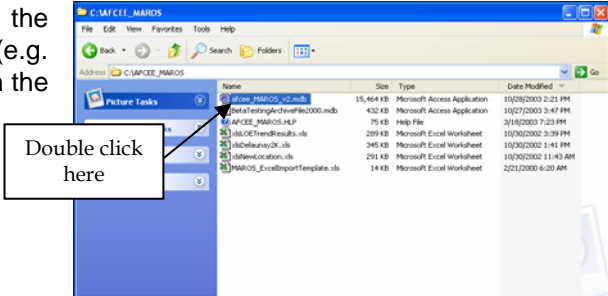 the
(e.g.
n the
C:\AFCEE_MAROS
File Edit View Favorites Tools Help
Back Search Folders
Address C:\AFCEE_MAROS Go
Name Size Type Date Modified
Picture Tasks
afcee_MAROS_v2.mdb 15,464 KB Microsoft Access Application 10/28/2003 2:21 PM
BetaTestingArchiveFile2000.mdb 432 KB Microsoft Access Application 10/27/2003 3:47 PM
AFCEE_MAROS.HLP 75 KB Help File 3/18/2003 7:23 PM
xlsLOETrendResults.xls 289 KB Microsoft Excel Worksheet 10/30/2002 3:39 PM
xlsDelaunay2K.xls 345 KB Microsoft Excel Worksheet 10/30/2002 1:41 PM
xlsNewLocation.xls 291 KB Microsoft Excel Worksheet 10/30/2002 11:43 AM
MAROS_ExcelImportTemplate.xls 14 KB Microsoft Excel Worksheet 2/21/2000 6:20 AM
Double click
here